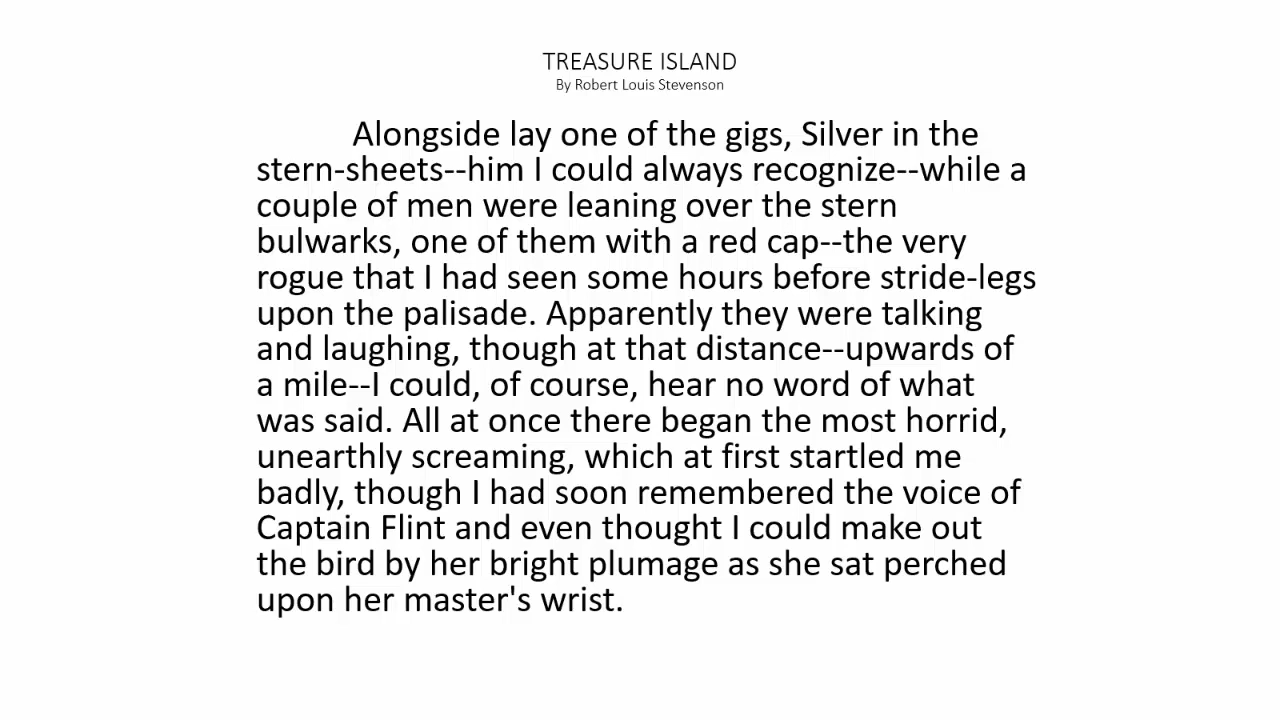 TREASURE ISLAND
By Robert Louis Stevenson
Alongside lay one of the gigs, Silver in the
stern-sheets--him I could always recognize--while a
couple of men were leaning over the stern
bulwarks, one of them with a red cap--the very
rogue that I had seen some hours before stride-legs
upon the palisade. Apparently they were talking
and laughing, though at that distance--upwards of
a mile--I could, of course, hear no word of what
was said. All at once there began the most horrid,
unearthly screaming, which at first startled me
badly, though I had soon remembered the voice of
Captain Flint and even thought I could make out
the bird by her bright plumage as she sat perched
upon her master's wrist.